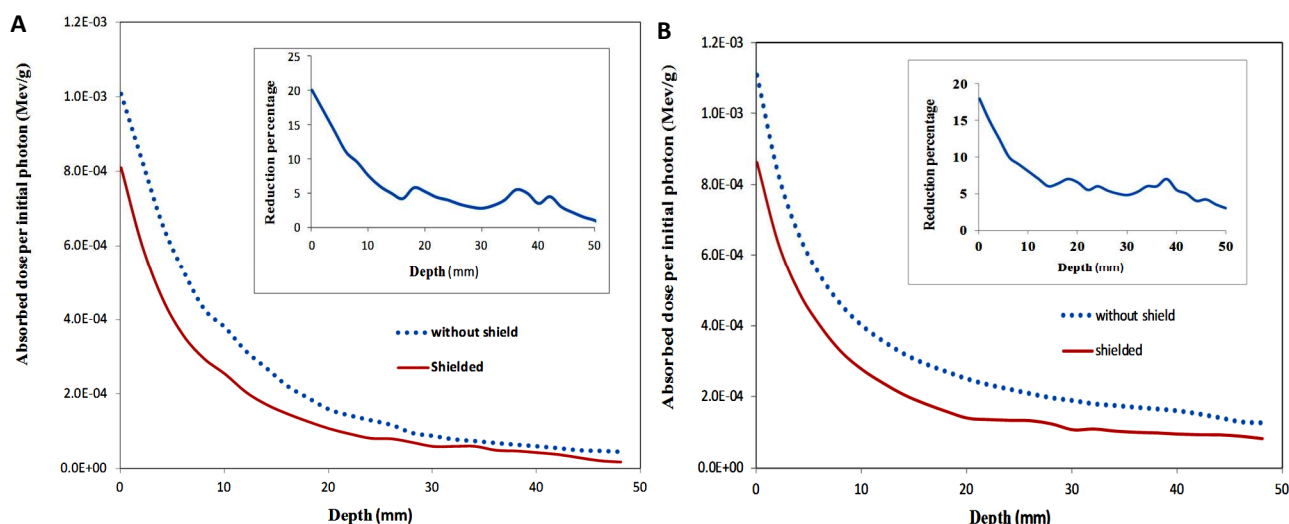 A
Absorbed dose per initial photon (Mev/g)
1.2E-03
1.0E-03
8.0E-04
6.0E-04
4.0E-04
2.0E-04
0.0E+00
0 10 20 30 40 50
Depth (mm)
Reduction percentage
25
20
15
10
5
0
0 10 20 30 40 50
Depth (mm)
without shield
Shielded
B
Absorbed dose per initial photon (Mev/g)
1.2E-03
1.0E-03
8.0E-04
6.0E-04
4.0E-04
2.0E-04
0.0E+00
0 10 20 30 40 50
Depth (mm)
Reduction percentage
20
15
10
5
0
0 10 20 30 40 50
Depth (mm)
without shield
shielded